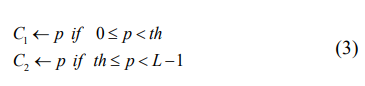 C₁ ← p if 0 ≤ p < th
C₂ ← p if th ≤ p < L − 1
(3)